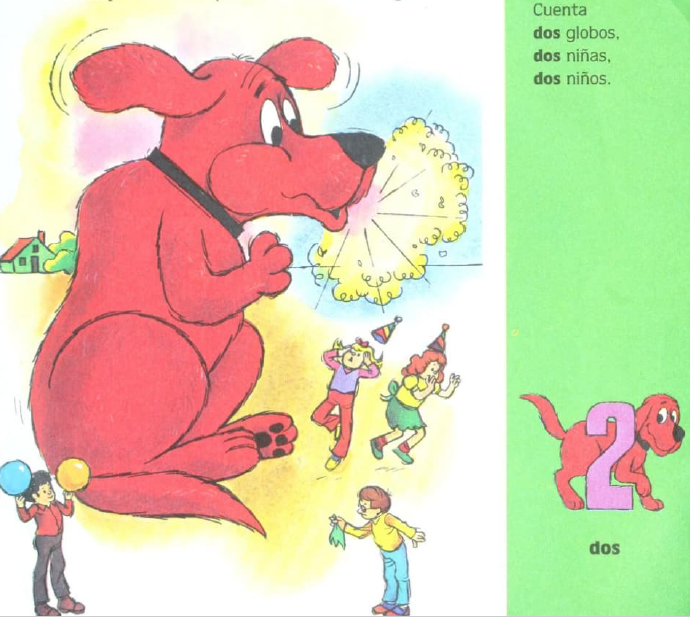 Cuenta
dos globos,
dos niñas,
dos niños.
2
dos